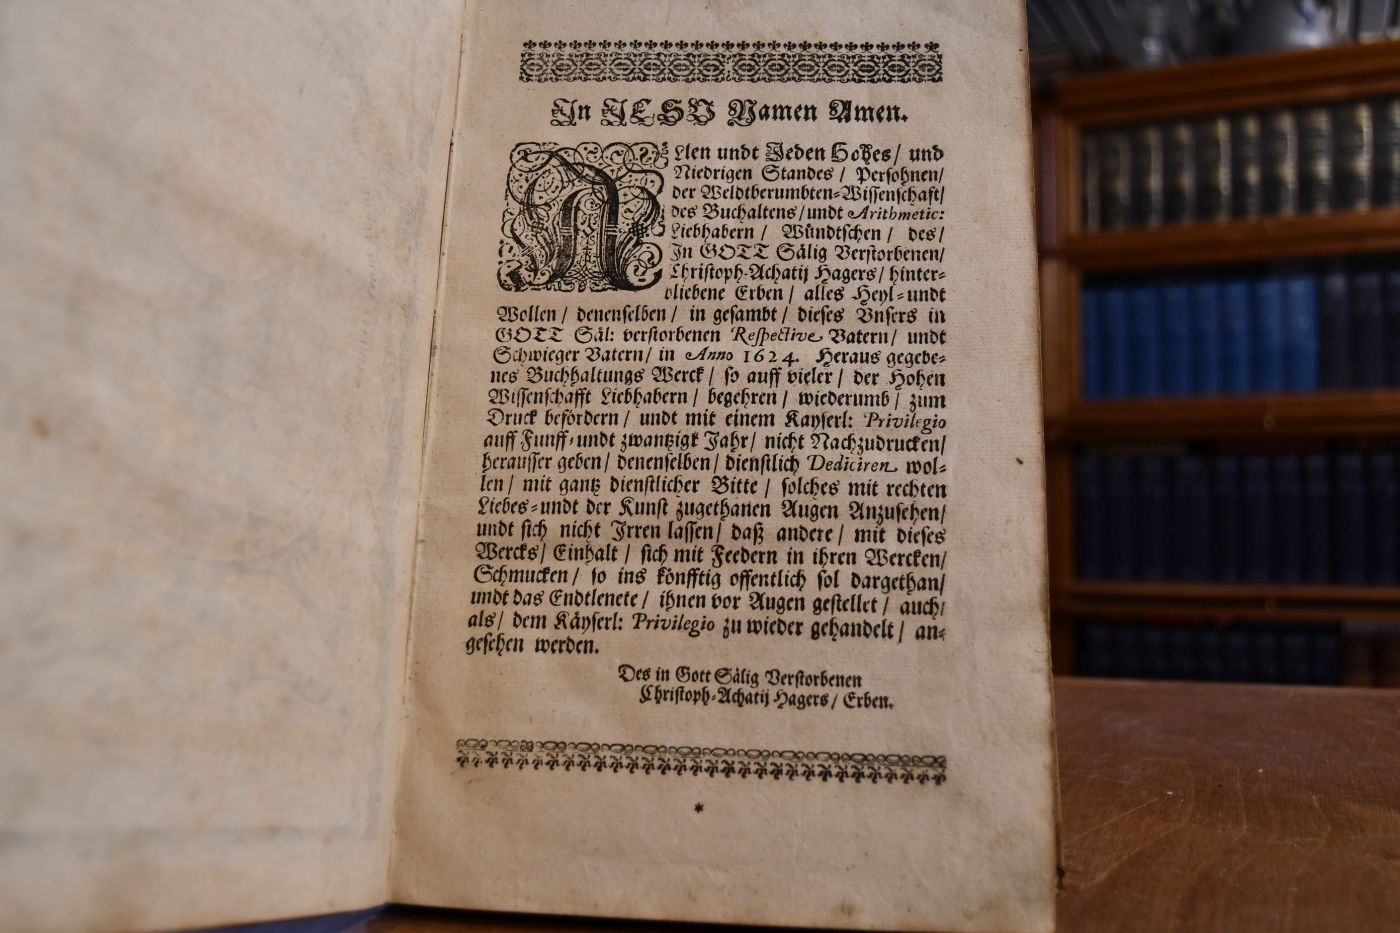 In JESU Namen Amen.
ALlen undt Jeden Hohes/ und
Niedrigen Standes / Persohnen/
der Weldtberumbten-Wissenschaft/
des Buchaltens/undt Arithmetic:
Liebhabern / Wündtschen / des/
In GOTT Sälig Verstorbenen/
Christoph-Achatij Hagers/ hinter-
bliebene Erben / alles Heyl-undt
Wollen / denenselben / in gesambt / dieses Unsers in
GOTT Säl: verstorbenen Respective Vatern/ undt
Schwieger Vatern/ in Anno 1624. Heraus gegebe-
nes Buchhaltungs Werck / so auff vieler / der Hohen
Wissenschafft Liebhabern / begehren / wiederumb / zum
Druck befördern / undt mit einem Kayserl: Privilegio
auff Funff-undt zwantzigk Jahr/ nicht Nachzudrucken/
herausser geben/ denenselben/ dienstlich Dediciren wol-
len/ mit gantz dienstlicher Bitte / solches mit rechten
Liebes-undt der Kunst zugethanen Augen Anzusehen/
undt sich nicht Irren lassen/ daß andere / mit dieses
Wercks/ Einhalt / sich mit Feedern in ihren Wercken/
Schmucken / so ins könfftig offentlich sol dargethan/
undt das Endtlenete / ihnen vor Augen gestellet / auch/
als/ dem Käyserl: Privilegio zu wieder gehandelt / an-
gesehen werden.
Des in Gott Sälig Verstorbenen
Christoph-Achatij Hagers/ Erben.
*